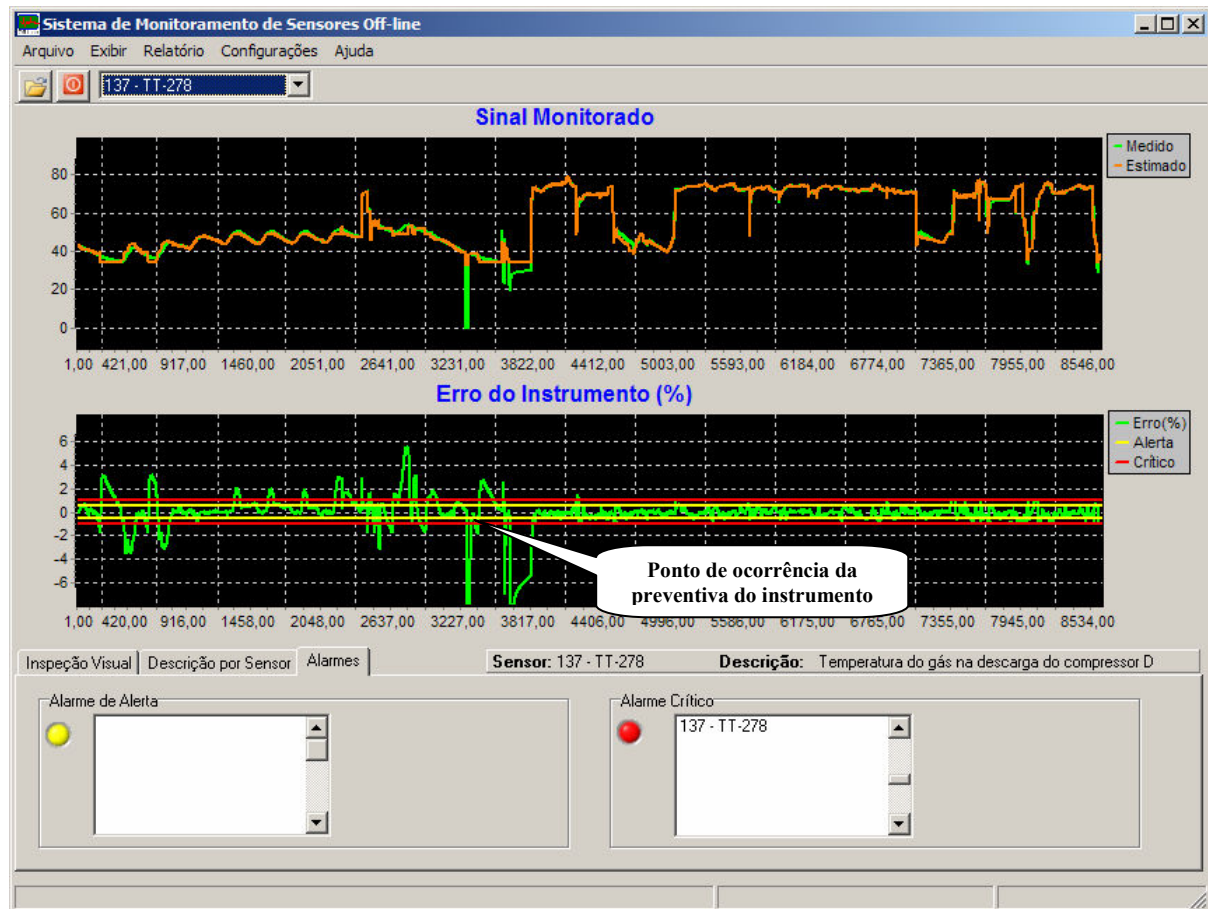 Sistema de Monitoramento de Sensores Off-line
Arquivo Exibir Relatório Configurações Ajuda
137 - TT-278
Sinal Monitorado
Medido
Estimado
80
60
40
20
0
1,00 421,00 917,00 1460,00 2051,00 2641,00 3231,00 3822,00 4412,00 5003,00 5593,00 6184,00 6774,00 7365,00 7955,00 8546,00
Erro do Instrumento (%)
Erro(%)
Alerta
Crítico
6
4
2
0
-2
-4
-6
Ponto de ocorrência da
preventiva do instrumento
1,00 420,00 916,00 1458,00 2048,00 2637,00 3227,00 3817,00 4406,00 4996,00 5586,00 6175,00 6765,00 7355,00 7945,00 8534,00
Inspeção Visual Descrição por Sensor Alarmes
Sensor: 137 - TT-278 Descrição: Temperatura do gás na descarga do compressor D
Alarme de Alerta
Alarme Crítico
137 - TT-278